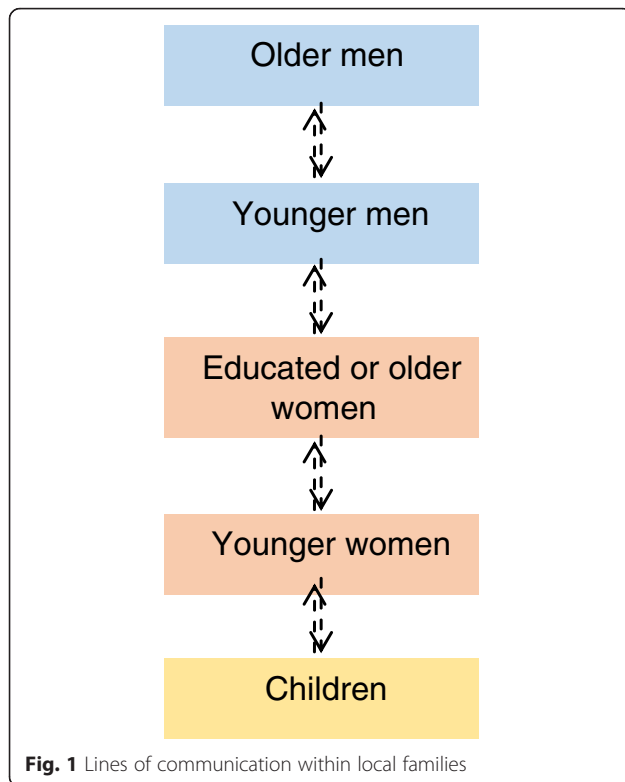 Older men
Younger men
Educated or older
women
Younger women
Children
Fig. 1 Lines of communication within local families